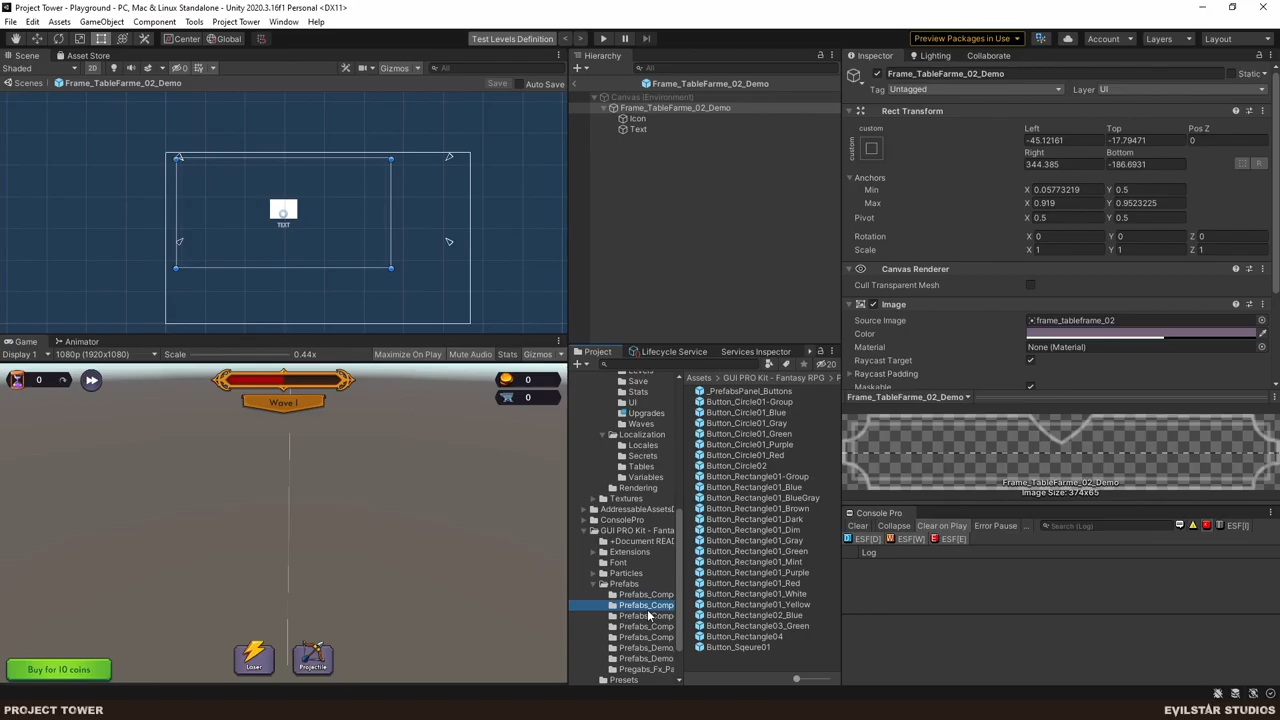 Project Tower - Playground - PC, Mac & Linux Standalone - Unity 2020.3.16f1 Personal <DX11>
File Edit Assets GameObject Component Tools Project Tower Window Help
Center Global Test Levels Definition Preview Packages in Use Account Layers Layout
Scene Asset Store
Shaded 2D 0 Gizmos All
Scenes Frame_TableFarme_02_Demo Save Auto Save
TEXT
Game Animator
Display 1 1080p (1920x1080) Scale 0.44x Maximize On Play Mute Audio Stats Gizmos
0 0
0
Wave 1
Buy for 10 coins
Laser Projectile
Hierarchy
All
Frame_TableFarme_02_Demo
Canvas (Environment)
Frame_TableFarme_02_Demo
Icon
Text
Project Lifecycle Service Services Inspector
20
Levels
Save
Stats
UI
Upgrades
Waves
Localization
Locales
Secrets
Tables
Variables
Rendering
Textures
AddressableAssetsD
ConsolePro
GUI PRO Kit - Fanta
+Document READ
Extensions
Font
Particles
Prefabs
Prefabs_Comp
Prefabs_Comp
Prefabs_Comp
Prefabs_Comp
Prefabs_Comp
Prefabs_Demo
Prefabs_Demo
Pregabs_Fx_Pa
Presets
Assets GUI PRO Kit - Fantasy RPG P
_PrefabsPanel_Buttons
Button_Circle01-Group
Button_Circle01_Blue
Button_Circle01_Gray
Button_Circle01_Green
Button_Circle01_Purple
Button_Circle01_Red
Button_Circle02
Button_Rectangle01-Group
Button_Rectangle01_Blue
Button_Rectangle01_BlueGray
Button_Rectangle01_Brown
Button_Rectangle01_Dark
Button_Rectangle01_Dim
Button_Rectangle01_Gray
Button_Rectangle01_Green
Button_Rectangle01_Mint
Button_Rectangle01_Purple
Button_Rectangle01_Red
Button_Rectangle01_White
Button_Rectangle01_Yellow
Button_Rectangle02_Blue
Button_Rectangle03_Green
Button_Rectangle04
Button_Sqeure01
Inspector Lighting Collaborate
Frame_TableFarme_02_Demo Static
Tag Untagged Layer UI
Rect Transform
custom Left Top Pos Z
custom -45.12161 -17.79471 0
Right Bottom
344.385 -186.6931 R
Anchors
Min X 0.05773219 Y 0.5
Max X 0.919 Y 0.9523225
Pivot X 0.5 Y 0.5
Rotation X 0 Y 0 Z 0
Scale X 1 Y 1 Z 1
Canvas Renderer
Cull Transparent Mesh
Image
Source Image frame_tableframe_02
Color
Material None (Material)
Raycast Target
Raycast Padding
Maskable
Frame_TableFarme_02_Demo
Frame_TableFarme_02_Demo
Image Size: 374x65
Console Pro
Clear Collapse Clear on Play Error Pause ... Search (Log) ESF[I]
ESF[D] ESF[W] ESF[E]
Log
PROJECT TOWER EVILSTAR STUDIOS